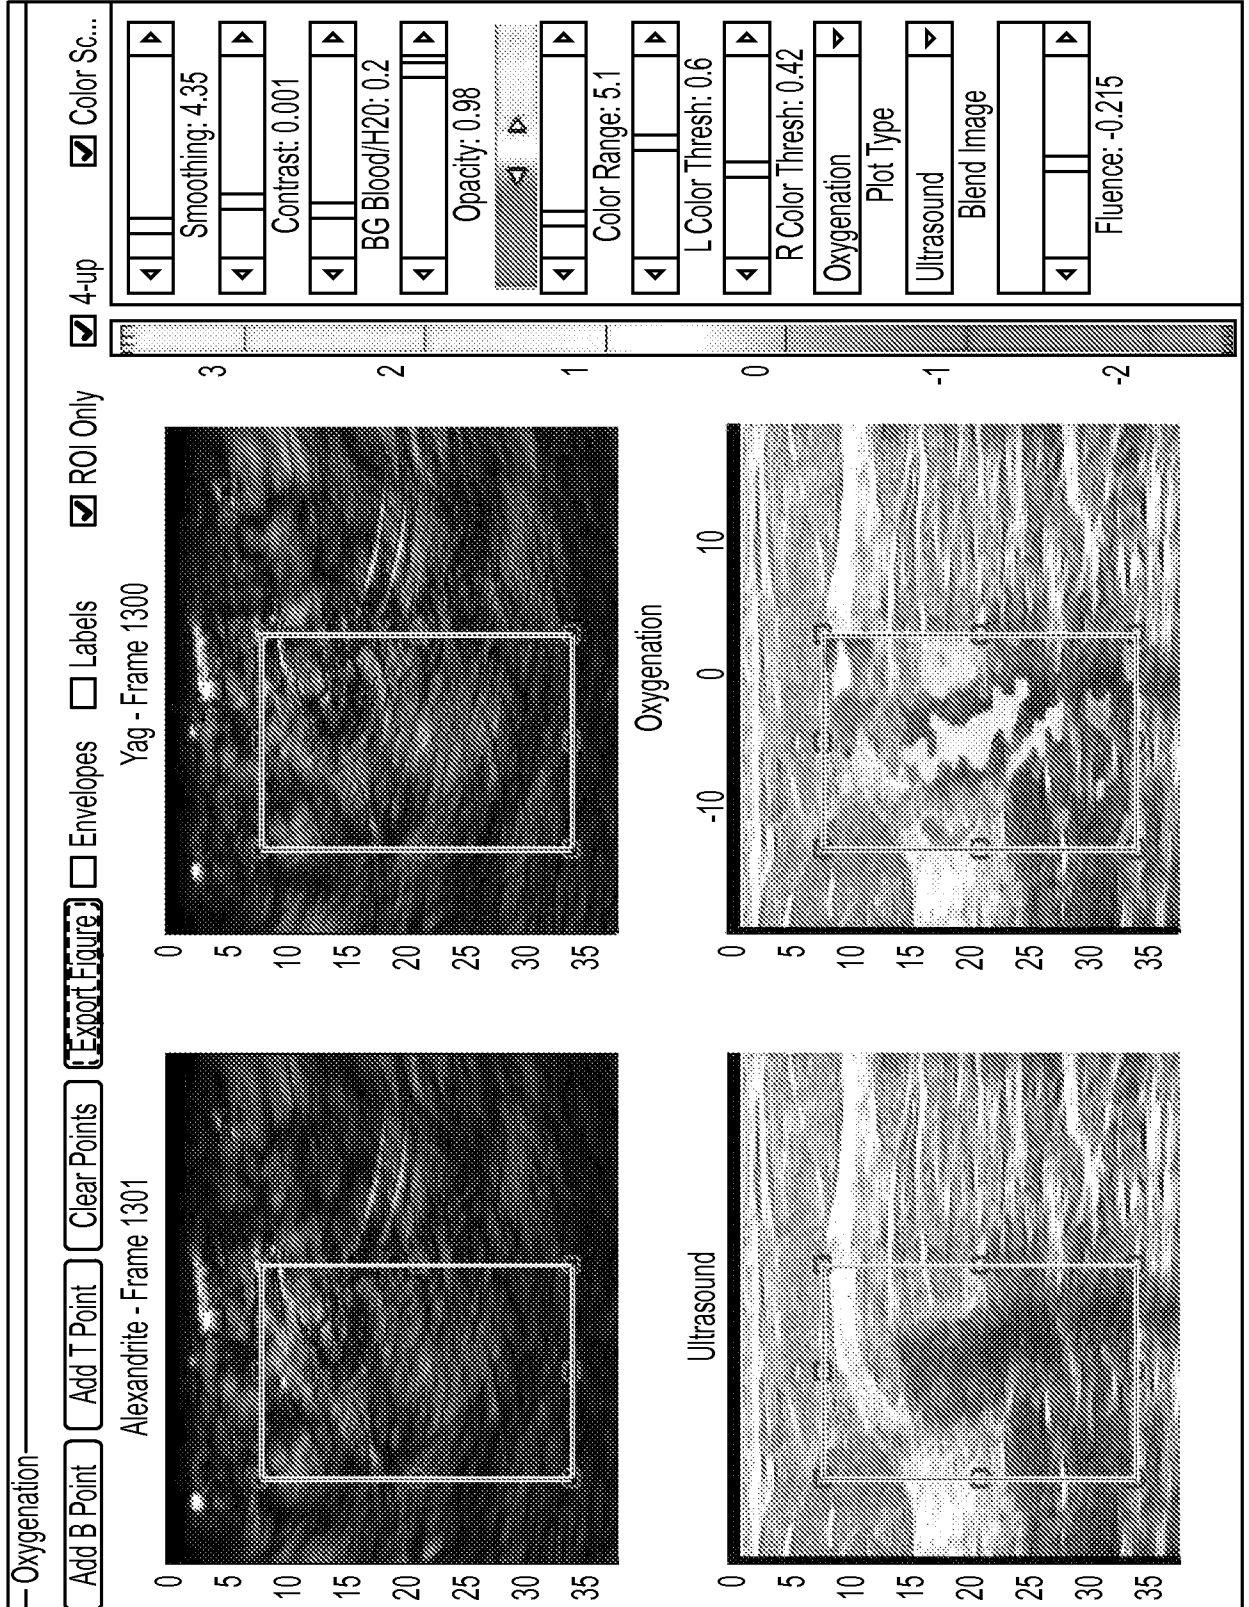 Oxygenation
Add B Point Add T Point Clear Points Export Figure Envelopes Labels ROI Only 4-up Color Sc...
Alexandrite - Frame 1301
0
5
10
15
20
25
30
35
Yag - Frame 1300
0
5
10
15
20
25
30
35
Ultrasound
0
5
10
15
20
25
30
35
Oxygenation
-10 0 10
0
5
10
15
20
25
30
35
3
2
1
0
-1
-2
Smoothing: 4.35
Contrast: 0.001
BG Blood/H20: 0.2
Opacity: 0.98
Color Range: 5.1
L Color Thresh: 0.6
R Color Thresh: 0.42
Oxygenation
Plot Type
Ultrasound
Blend Image
Fluence: -0.215